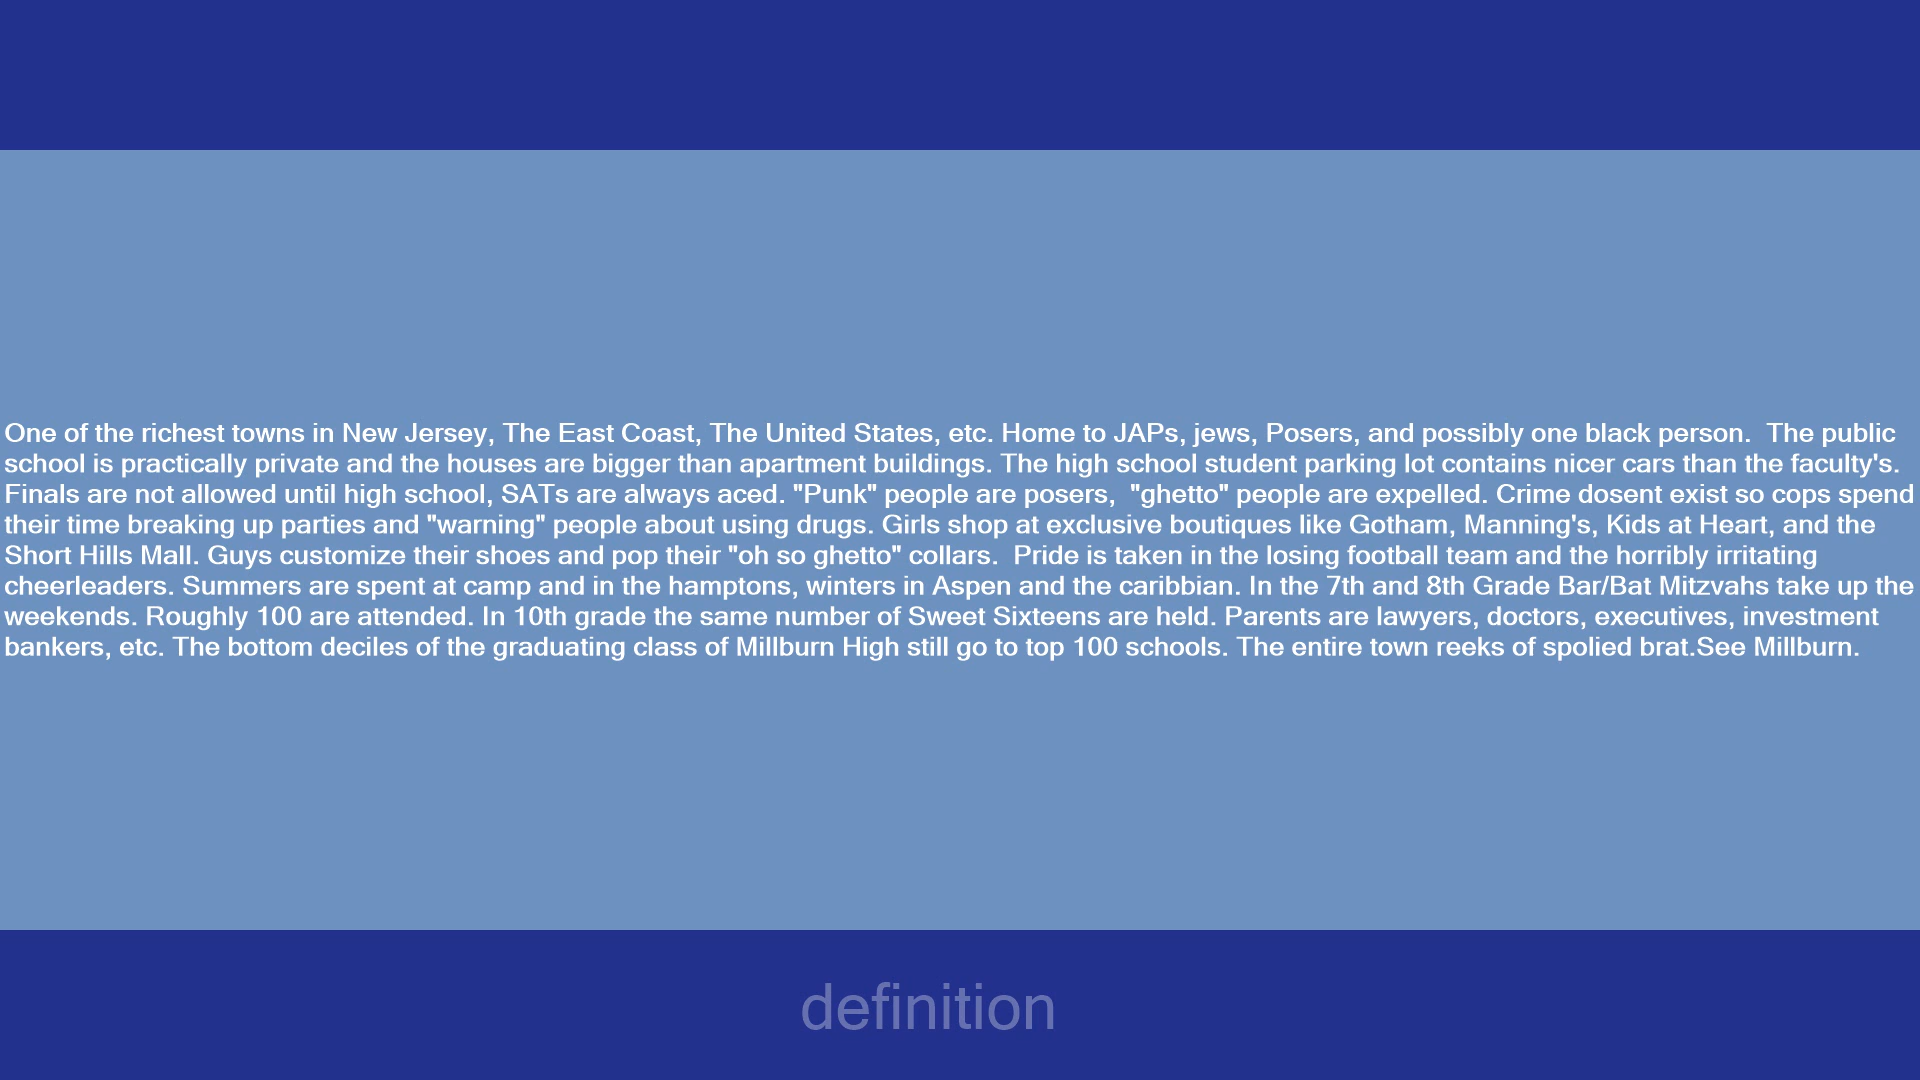 One of the richest towns in New Jersey, The East Coast, The United States, etc. Home to JAPs, jews, Posers, and possibly one black person.  The public
school is practically private and the houses are bigger than apartment buildings. The high school student parking lot contains nicer cars than the faculty's.
Finals are not allowed until high school, SATs are always aced. "Punk" people are posers,  "ghetto" people are expelled. Crime dosent exist so cops spend
their time breaking up parties and "warning" people about using drugs. Girls shop at exclusive boutiques like Gotham, Manning's, Kids at Heart, and the
Short Hills Mall. Guys customize their shoes and pop their "oh so ghetto" collars.  Pride is taken in the losing football team and the horribly irritating
cheerleaders. Summers are spent at camp and in the hamptons, winters in Aspen and the caribbian. In the 7th and 8th Grade Bar/Bat Mitzvahs take up the
weekends. Roughly 100 are attended. In 10th grade the same number of Sweet Sixteens are held. Parents are lawyers, doctors, executives, investment
bankers, etc. The bottom deciles of the graduating class of Millburn High still go to top 100 schools. The entire town reeks of spolied brat.See Millburn.
definition